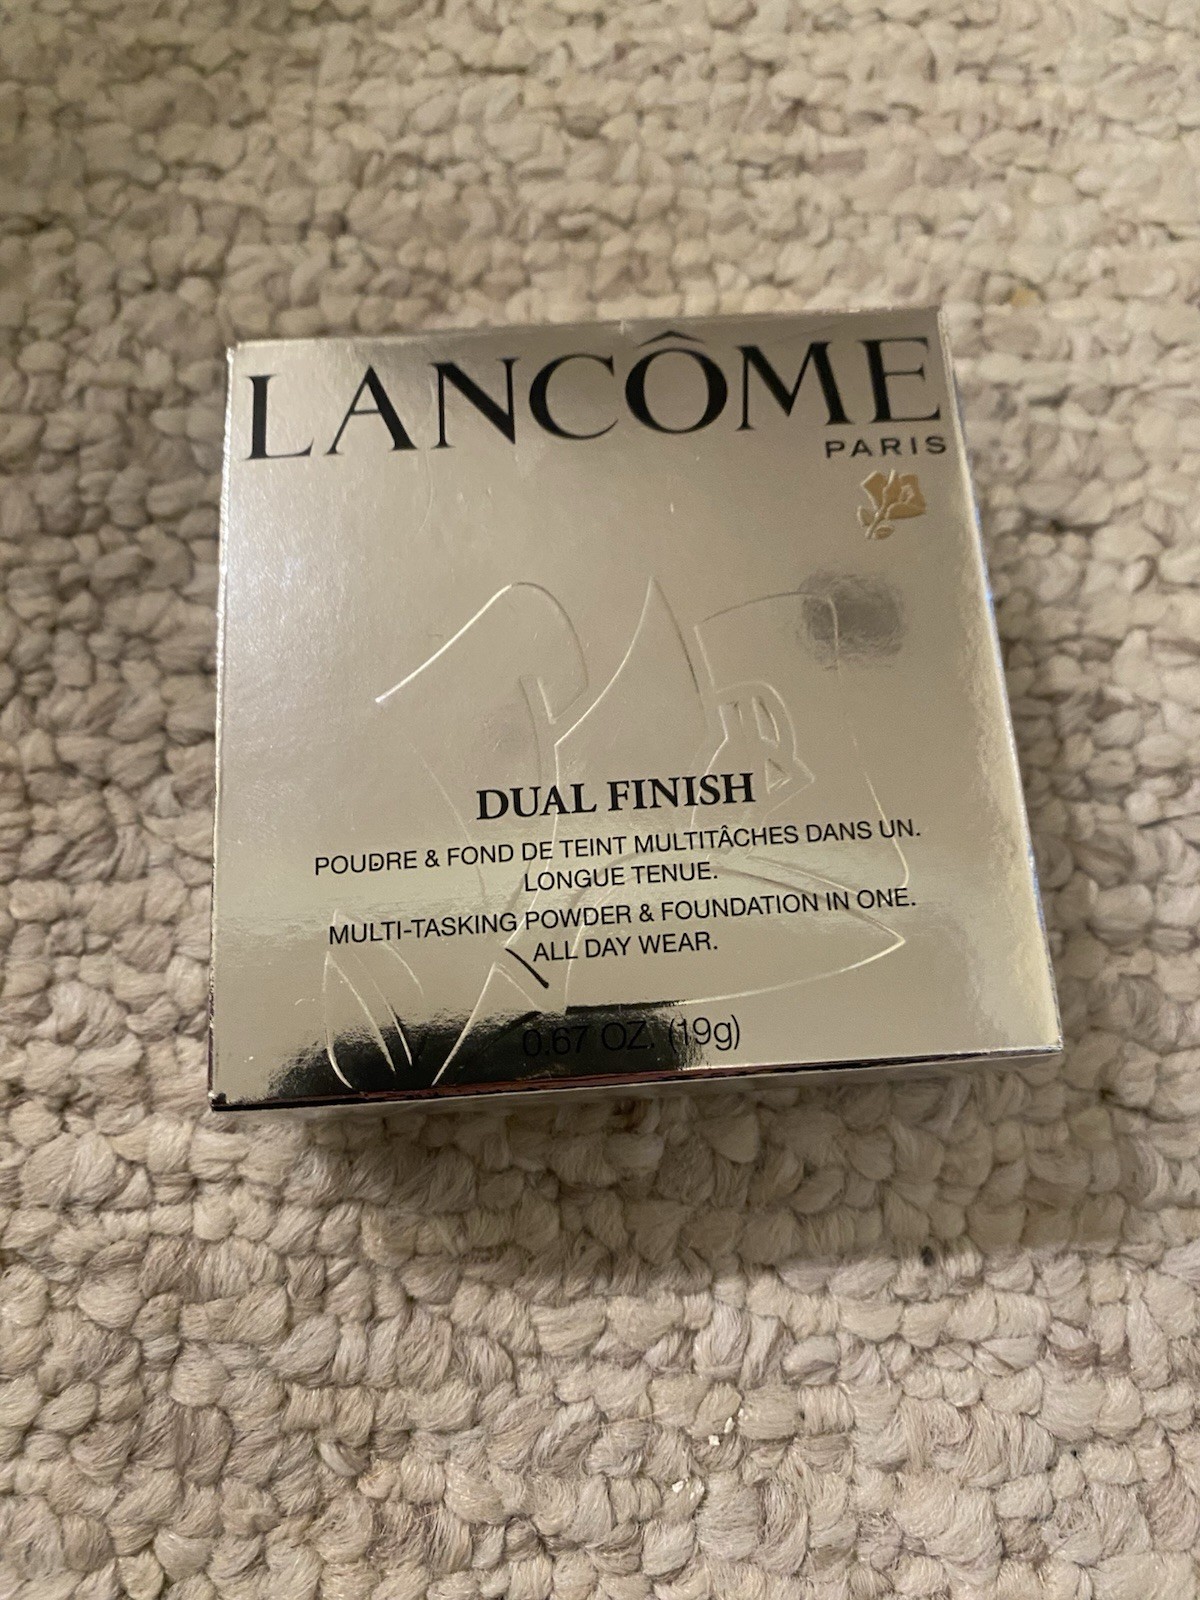 LANCÔME
PARIS
DUAL FINISH
POUDRE & FOND DE TEINT MULTITÂCHES DANS UN.
LONGUE TENUE.
MULTI-TASKING POWDER & FOUNDATION IN ONE.
ALL DAY WEAR.
0.67 OZ. (19g)